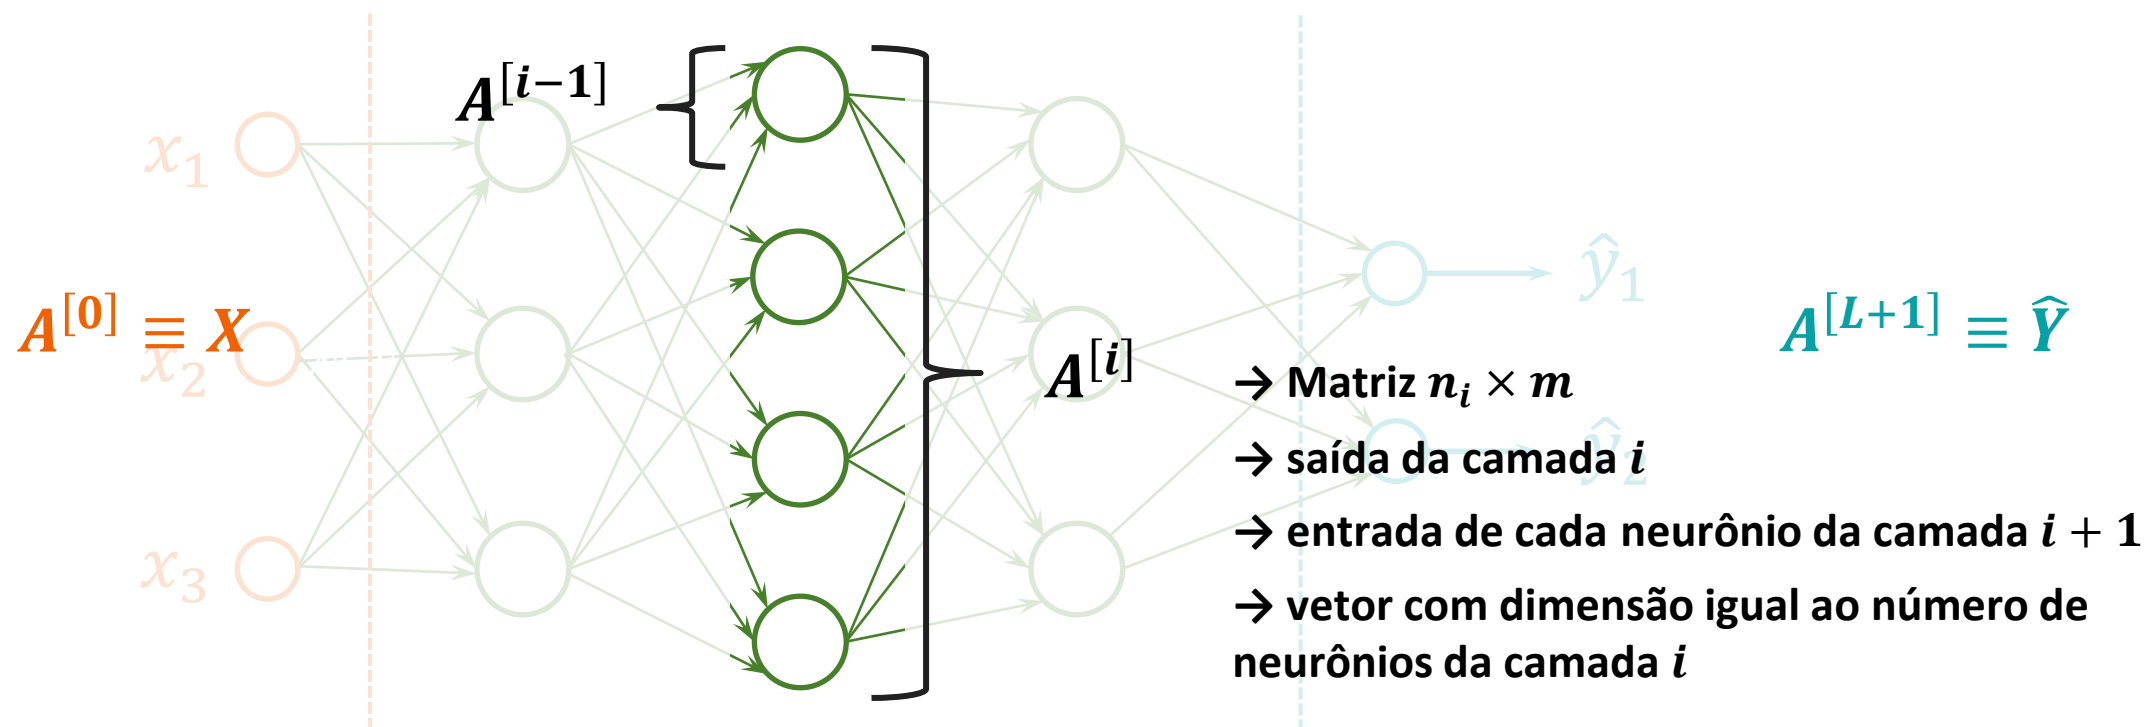 A^{[i−1]}
x_1
A^{[0]} ≡ X
x_2
x_3
A^{[i]}
ŷ_1
A^{[L+1]} ≡ Ŷ
→ Matriz n_i × m
→ saída da camada i
ŷ_2
→ entrada de cada neurônio da camada i + 1
→ vetor com dimensão igual ao número de
neurônios da camada i